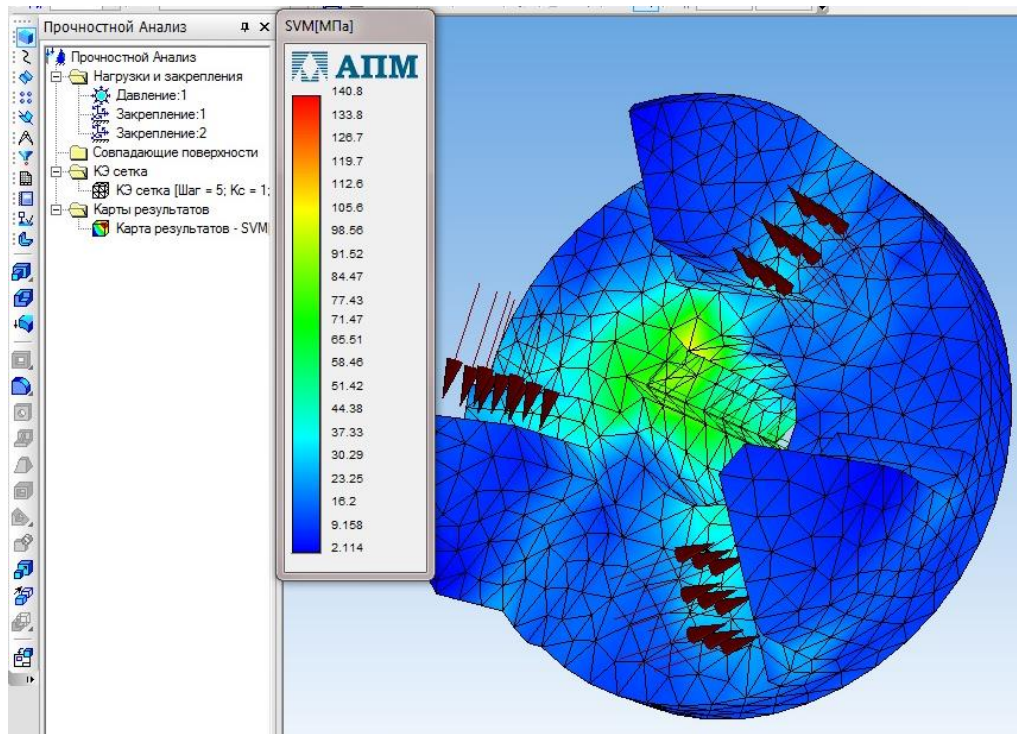 Прочностной Анализ
Прочностной Анализ
Нагрузки и закрепления
Давление:1
Закрепление:1
Закрепление:2
Совпадающие поверхности
КЭ сетка
КЭ сетка [Шаг = 5; Кс = 1;
Карты результатов
Карта результатов - SVM
SVM[МПа]
АПМ
140.8
133.8
126.7
119.7
112.6
105.6
98.56
91.52
84.47
77.43
71.47
65.51
58.46
51.42
44.38
37.33
30.29
23.25
16.2
9.158
2.114